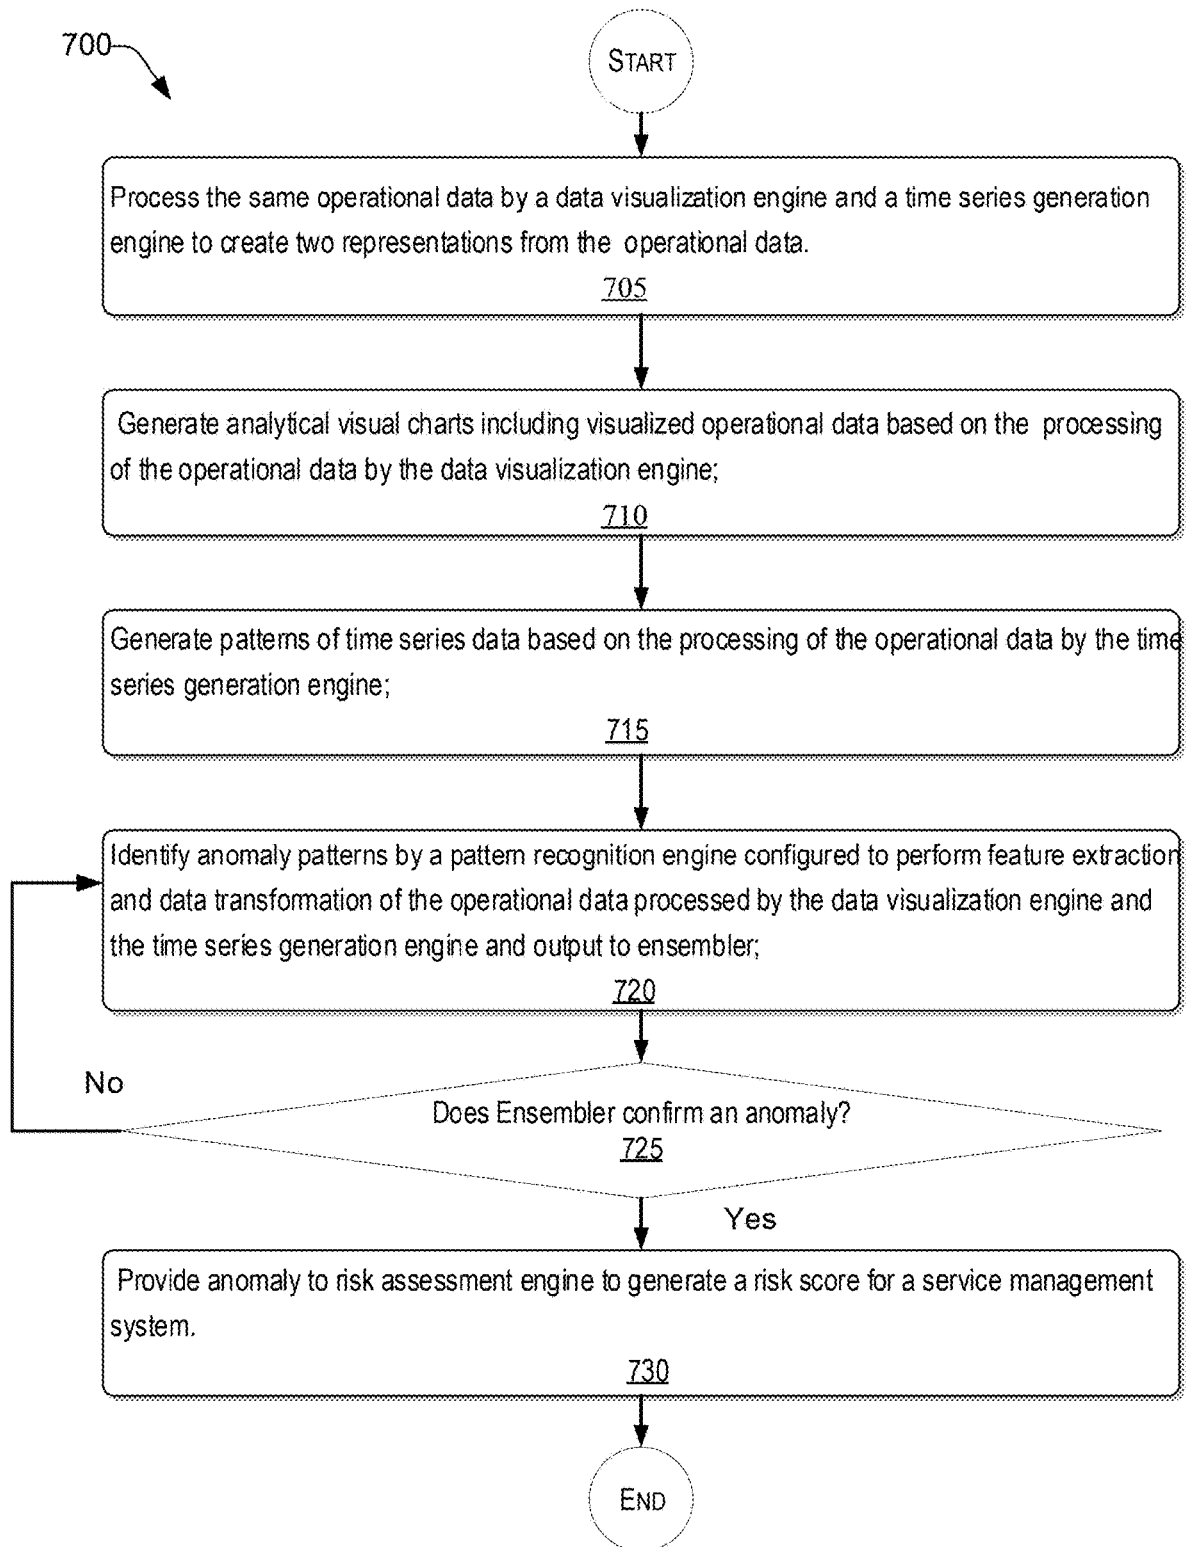 700
START
Process the same operational data by a data visualization engine and a time series generation
engine to create two representations from the operational data.
705
Generate analytical visual charts including visualized operational data based on the processing
of the operational data by the data visualization engine;
710
Generate patterns of time series data based on the processing of the operational data by the time
series generation engine;
715
Identify anomaly patterns by a pattern recognition engine configured to perform feature extraction
and data transformation of the operational data processed by the data visualization engine and
the time series generation engine and output to ensembler;
720
No
Does Ensembler confirm an anomaly?
725
Yes
Provide anomaly to risk assessment engine to generate a risk score for a service management
system.
730
END